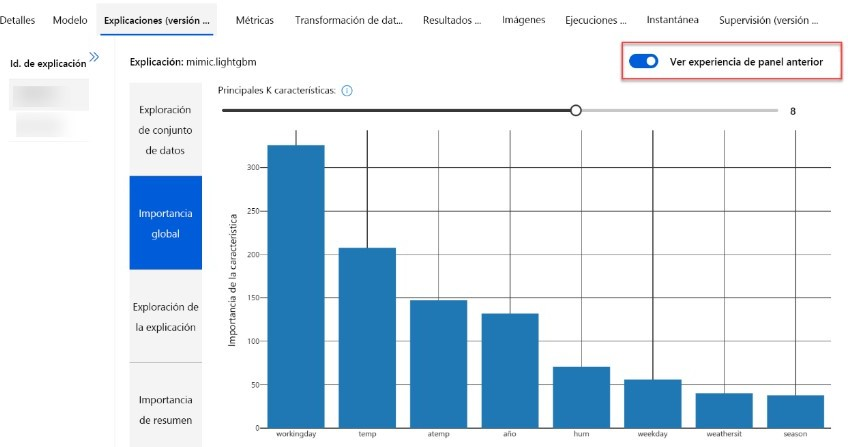 Detalles Modelo Explicaciones (versión ... Métricas Transformación de dat... Resultados ... Imágenes Ejecuciones ... Instantánea Supervisión (versión ...
Id. de explicación
Explicación: mimic.lightgbm
Ver experiencia de panel anterior
Principales K características:
8
Exploración
de conjunto
de datos
Importancia
global
Exploración de
la explicación
Importancia
de resumen
Importancia de la característica
300
250
200
150
100
50
0
workingday temp atemp año hum weekday weathersit season